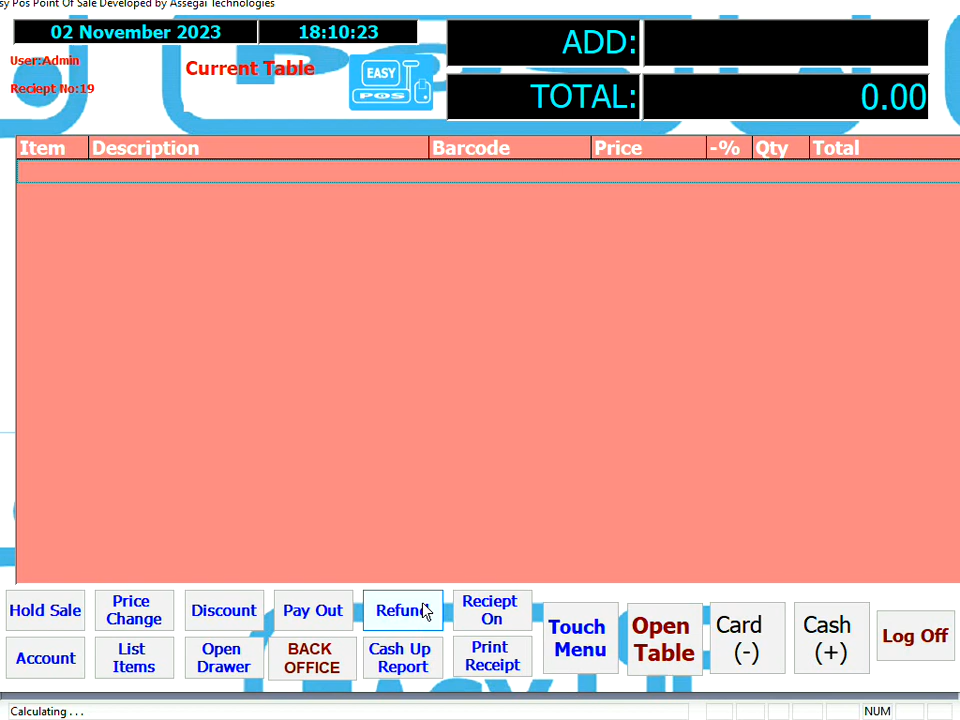 sy Pos Point Of Sale Developed by Assegai Technologies
02 November 2023 18:10:23
ADD:
User:Admin
Reciept No:19
Current Table
EASY
POS
TOTAL: 0.00
Item Description Barcode Price -% Qty Total
Hold Sale
Price
Change
Discount
Pay Out
Refund
Reciept
On
Account
List
Items
Open
Drawer
BACK
OFFICE
Cash Up
Report
Print
Receipt
Touch
Menu
Open
Table
Card
(-)
Cash
(+)
Log Off
Calculating . . . NUM